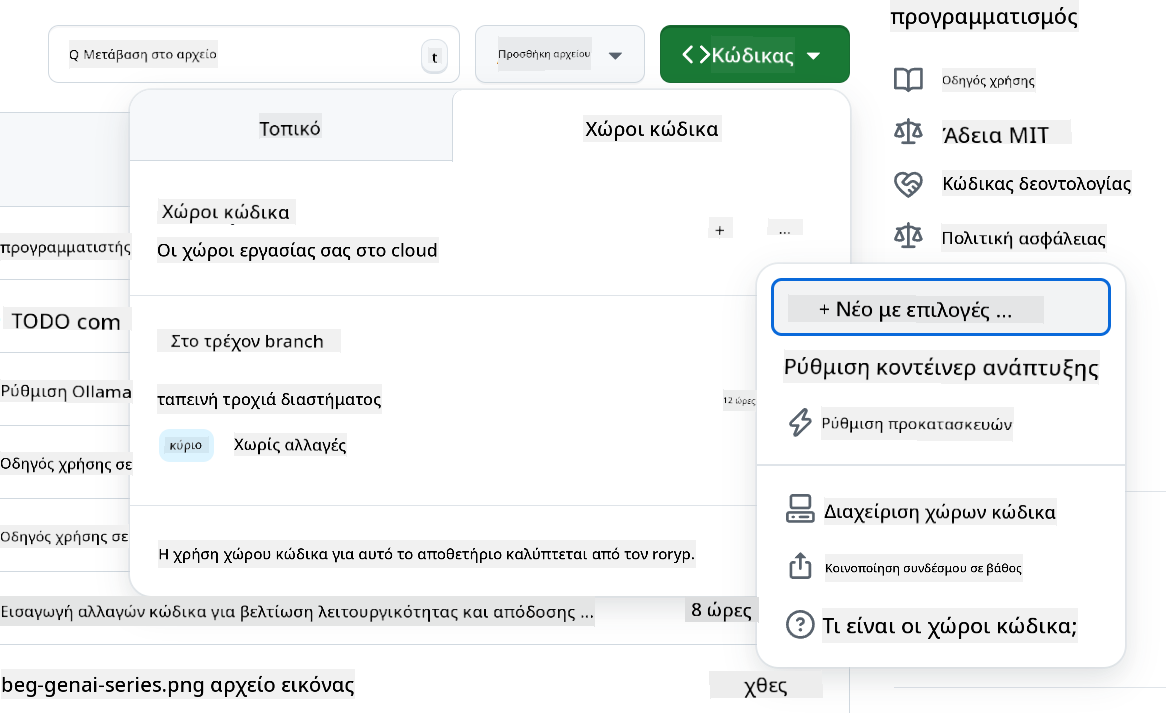 προγραμματισμός
Q Μετάβαση στο αρχείο
t
Προσθήκη αρχείου
Κώδικας
Οδηγός χρήσης
Άδεια MIT
Κώδικας δεοντολογίας
Πολιτική ασφάλειας
Τοπικό
Χώροι κώδικα
Χώροι κώδικα
+
...
Οι χώροι εργασίας σας στο cloud
προγραμματιστής
TODO com
Ρύθμιση Ollama
Οδηγός χρήσης σε
Οδηγός χρήσης σε
Στο τρέχον branch
ταπεινή τροχιά διαστήματος
12 ώρες
κύριο
Χωρίς αλλαγές
Η χρήση χώρου κώδικα για αυτό το αποθετήριο καλύπτεται από τον roryp.
+ Νέο με επιλογές ...
Ρύθμιση κοντέινερ ανάπτυξης
Ρύθμιση προκατασκευών
Διαχείριση χώρων κώδικα
Κοινοποίηση συνδέσμου σε βάθος
Τι είναι οι χώροι κώδικα;
Εισαγωγή αλλαγών κώδικα για βελτίωση λειτουργικότητας και απόδοσης ...
8 ώρες
beg-genai-series.png αρχείο εικόνας
χθες